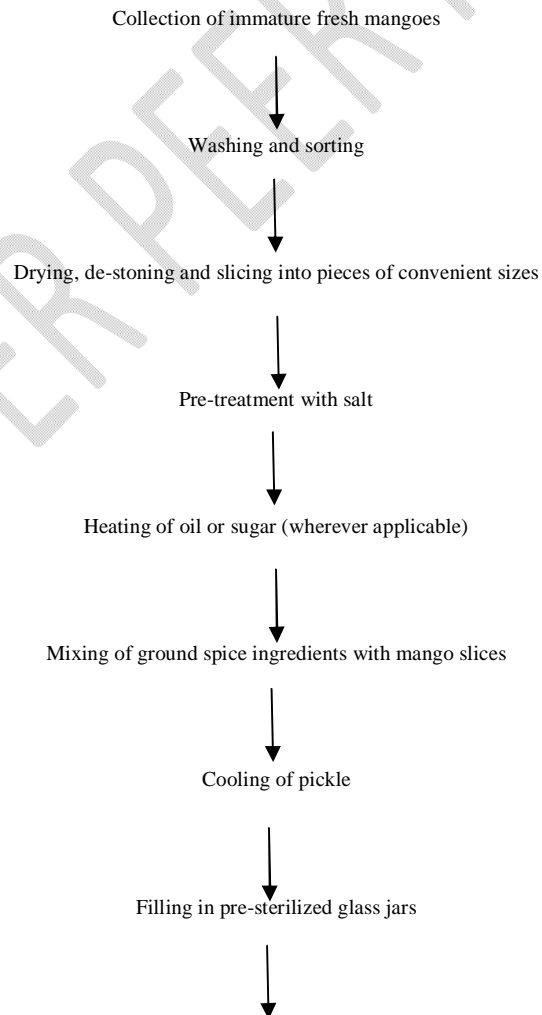 Collection of immature fresh mangoes
Washing and sorting
Drying, de-stoning and slicing into pieces of convenient sizes
Pre-treatment with salt
Heating of oil or sugar (wherever applicable)
Mixing of ground spice ingredients with mango slices
Cooling of pickle
Filling in pre-sterilized glass jars
ER PEER